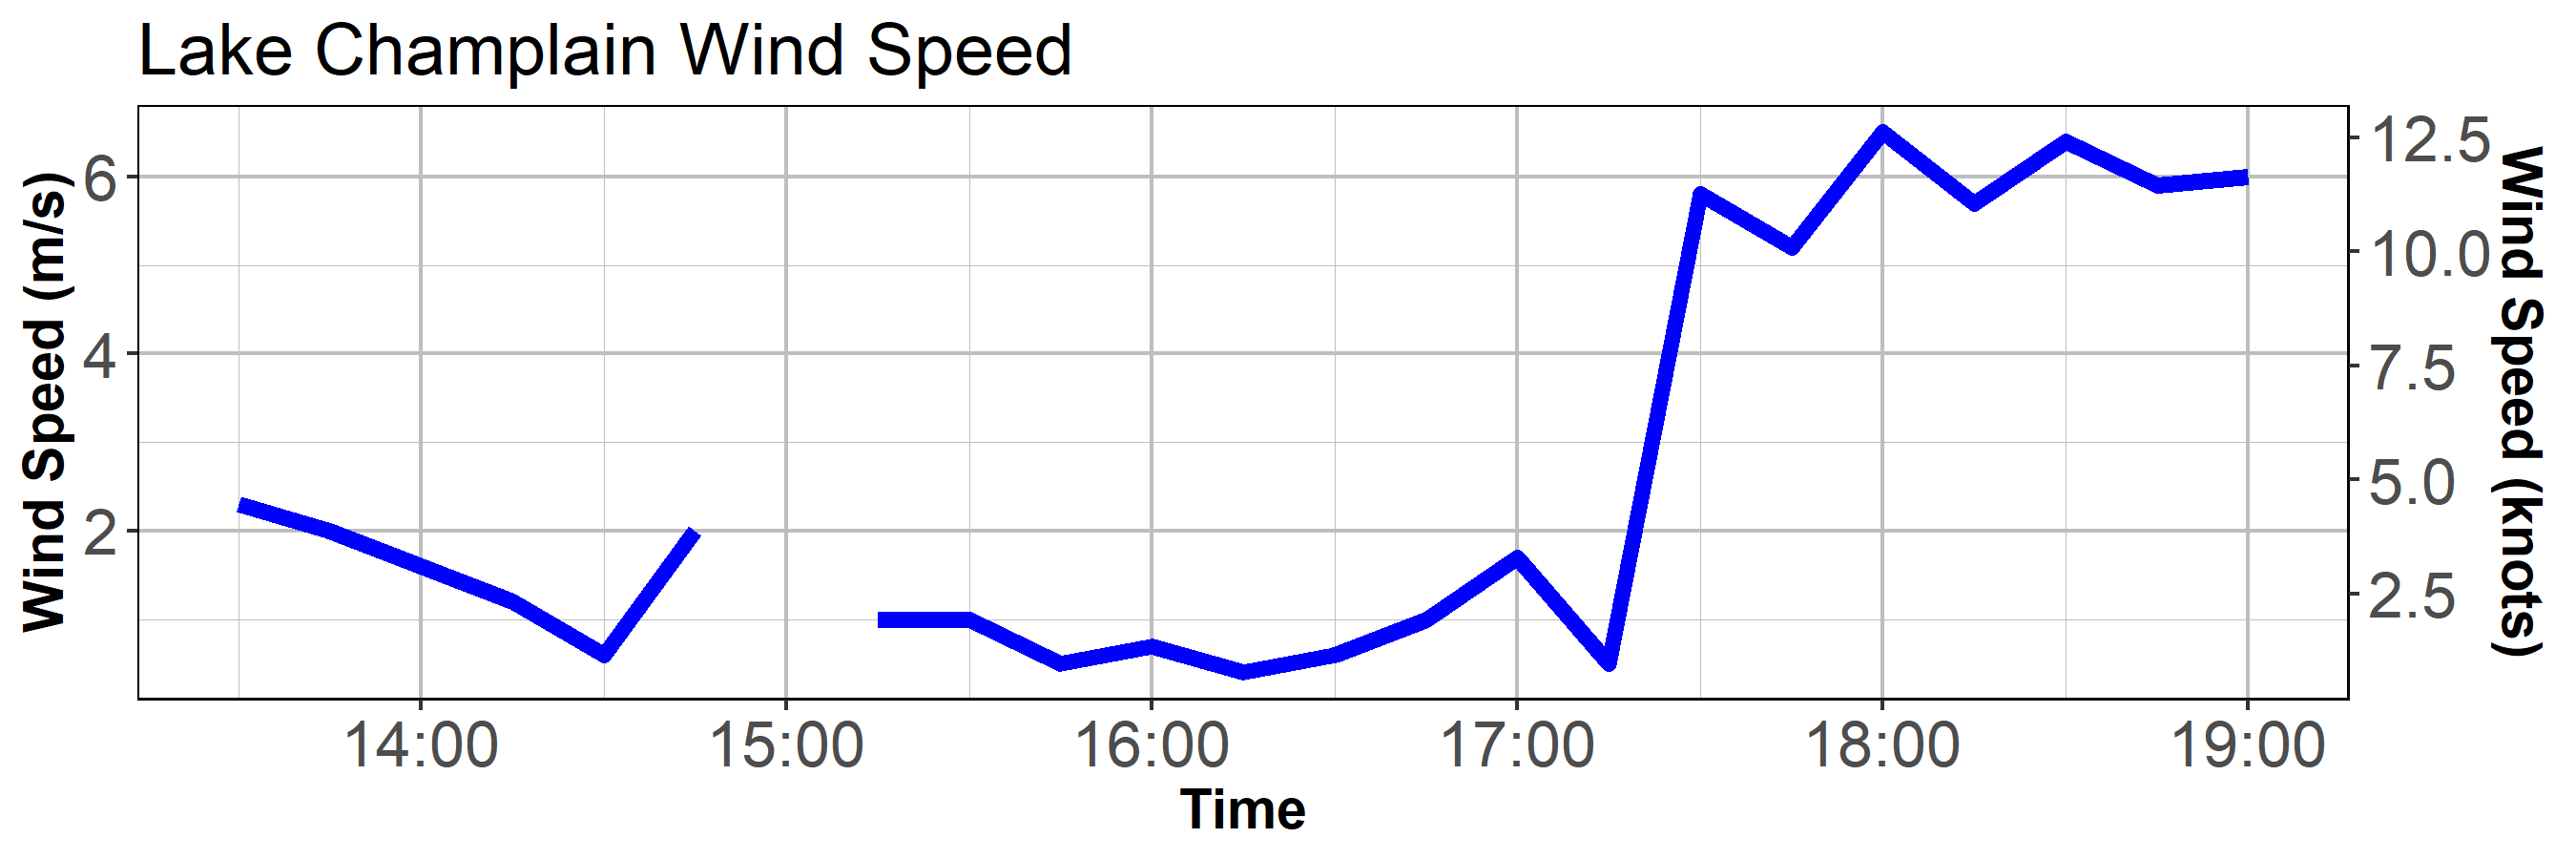 Lake Champlain Wind Speed
Wind Speed (m/s)
6
4
2
12.5
10.0
7.5
5.0
2.5
Wind Speed (knots)
14:00 15:00 16:00 17:00 18:00 19:00
Time